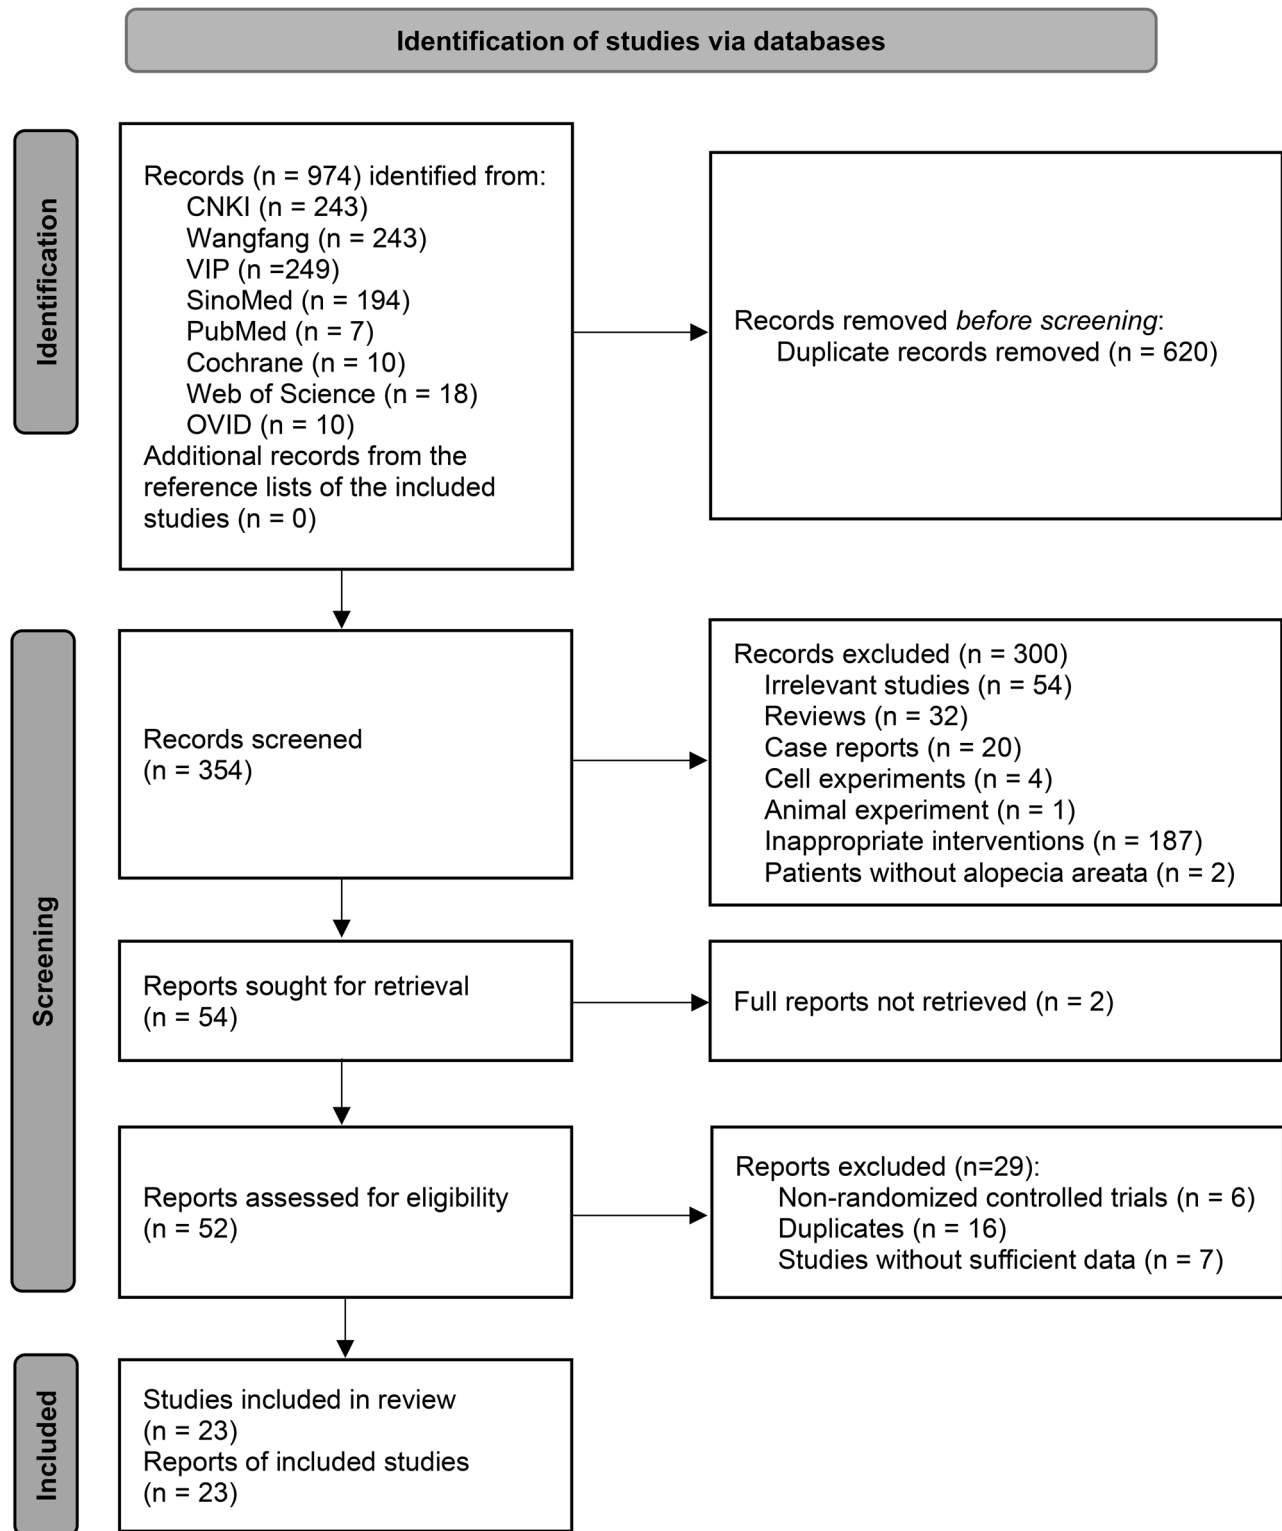 Identification of studies via databases
Identification
Records (n = 974) identified from:
CNKI (n = 243)
Wangfang (n = 243)
VIP (n =249)
SinoMed (n = 194)
PubMed (n = 7)
Cochrane (n = 10)
Web of Science (n = 18)
OVID (n = 10)
Additional records from the
reference lists of the included
studies (n = 0)
Records removed before screening:
Duplicate records removed (n = 620)
Screening
Records screened
(n = 354)
Records excluded (n = 300)
Irrelevant studies (n = 54)
Reviews (n = 32)
Case reports (n = 20)
Cell experiments (n = 4)
Animal experiment (n = 1)
Inappropriate interventions (n = 187)
Patients without alopecia areata (n = 2)
Reports sought for retrieval
(n = 54)
Full reports not retrieved (n = 2)
Reports assessed for eligibility
(n = 52)
Reports excluded (n=29):
Non-randomized controlled trials (n = 6)
Duplicates (n = 16)
Studies without sufficient data (n = 7)
Included
Studies included in review
(n = 23)
Reports of included studies
(n = 23)